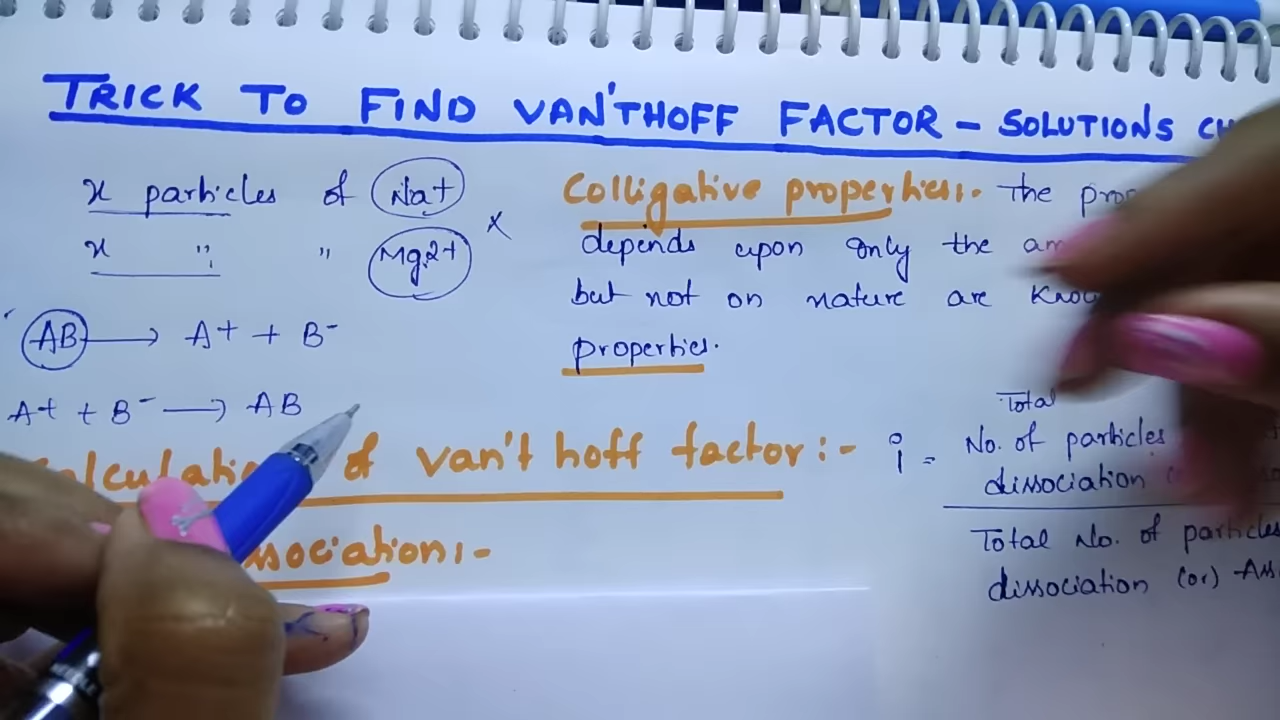 TRICK TO FIND VAN'THOFF FACTOR - SOLUTIONS
x particles of Na+
x " " Mg2+
×
AB ⟶ A+ + B-
A+ + B- ⟶ AB
Colligative properties:- The
depends upon only the
but not on nature are
properties.
of van't hoff factor:-
i = Total
No. of particles
dissociation
Total No. of particles
dissociation (or)